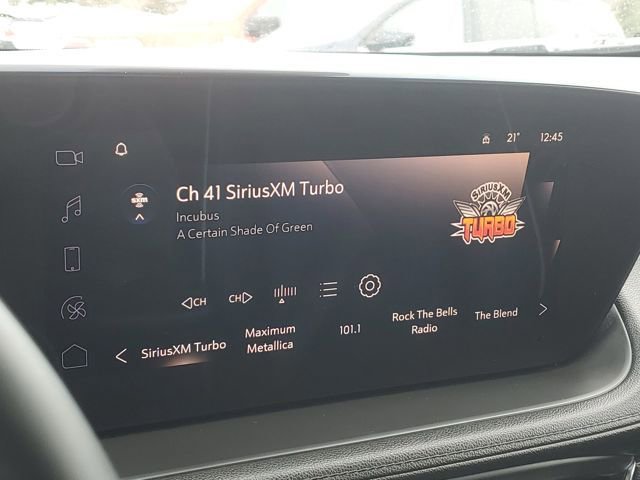 21° 12:45
sxm
Ch 41 SiriusXM Turbo
Incubus
A Certain Shade Of Green
SIRIUSXM
TURBO
CH CH
SiriusXM Turbo
Maximum
Metallica
101.1
Rock The Bells
Radio
The Blend